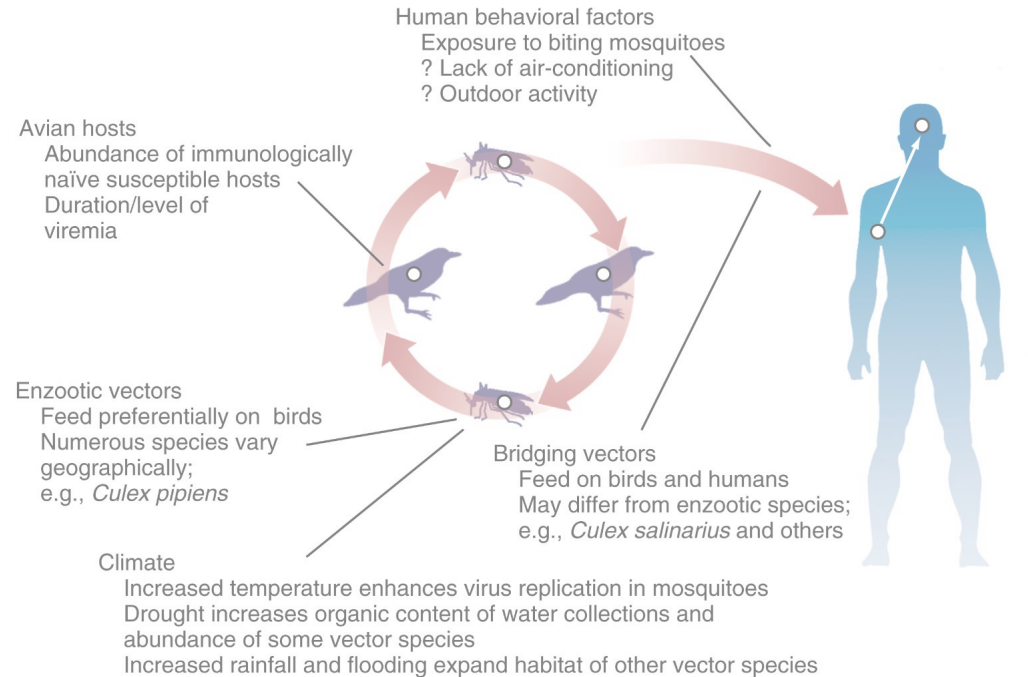 Human behavioral factors
Exposure to biting mosquitoes
? Lack of air-conditioning
? Outdoor activity
Avian hosts
Abundance of immunologically
naïve susceptible hosts
Duration/level of
viremia
Enzootic vectors
Feed preferentially on birds
Numerous species vary
geographically;
e.g., Culex pipiens
Bridging vectors
Feed on birds and humans
May differ from enzootic species;
e.g., Culex salinarius and others
Climate
Increased temperature enhances virus replication in mosquitoes
Drought increases organic content of water collections and
abundance of some vector species
Increased rainfall and flooding expand habitat of other vector species